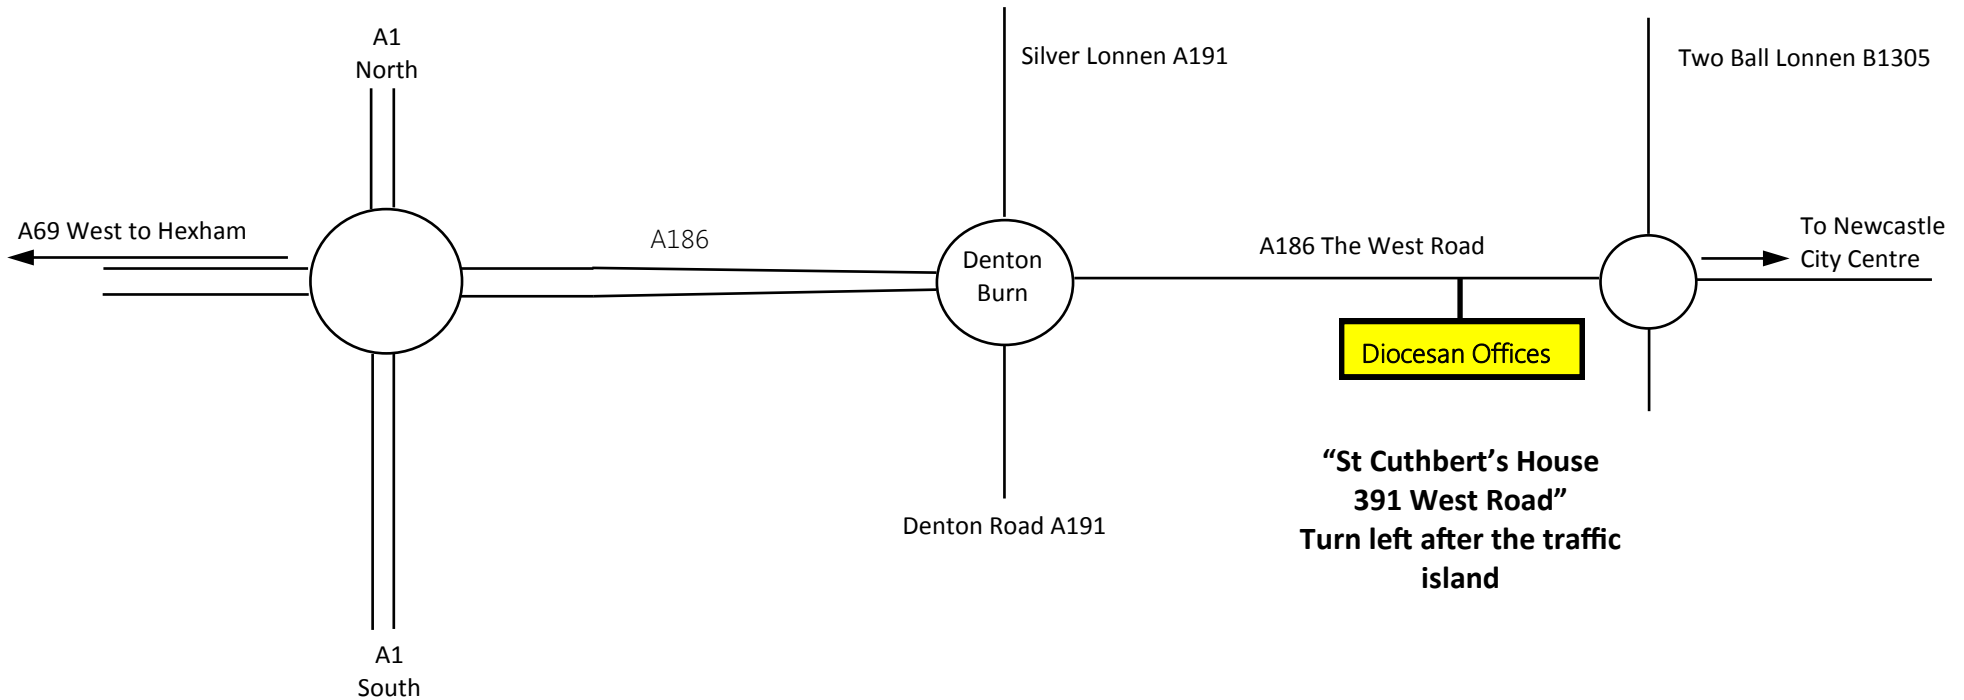 A1
North
Silver Lonnen A191
Two Ball Lonnen B1305
A69 West to Hexham
A186
Denton
Burn
A186 The West Road
To Newcastle
City Centre
Diocesan Offices
“St Cuthbert’s House
391 West Road”
Turn left after the traffic
island
Denton Road A191
A1
South